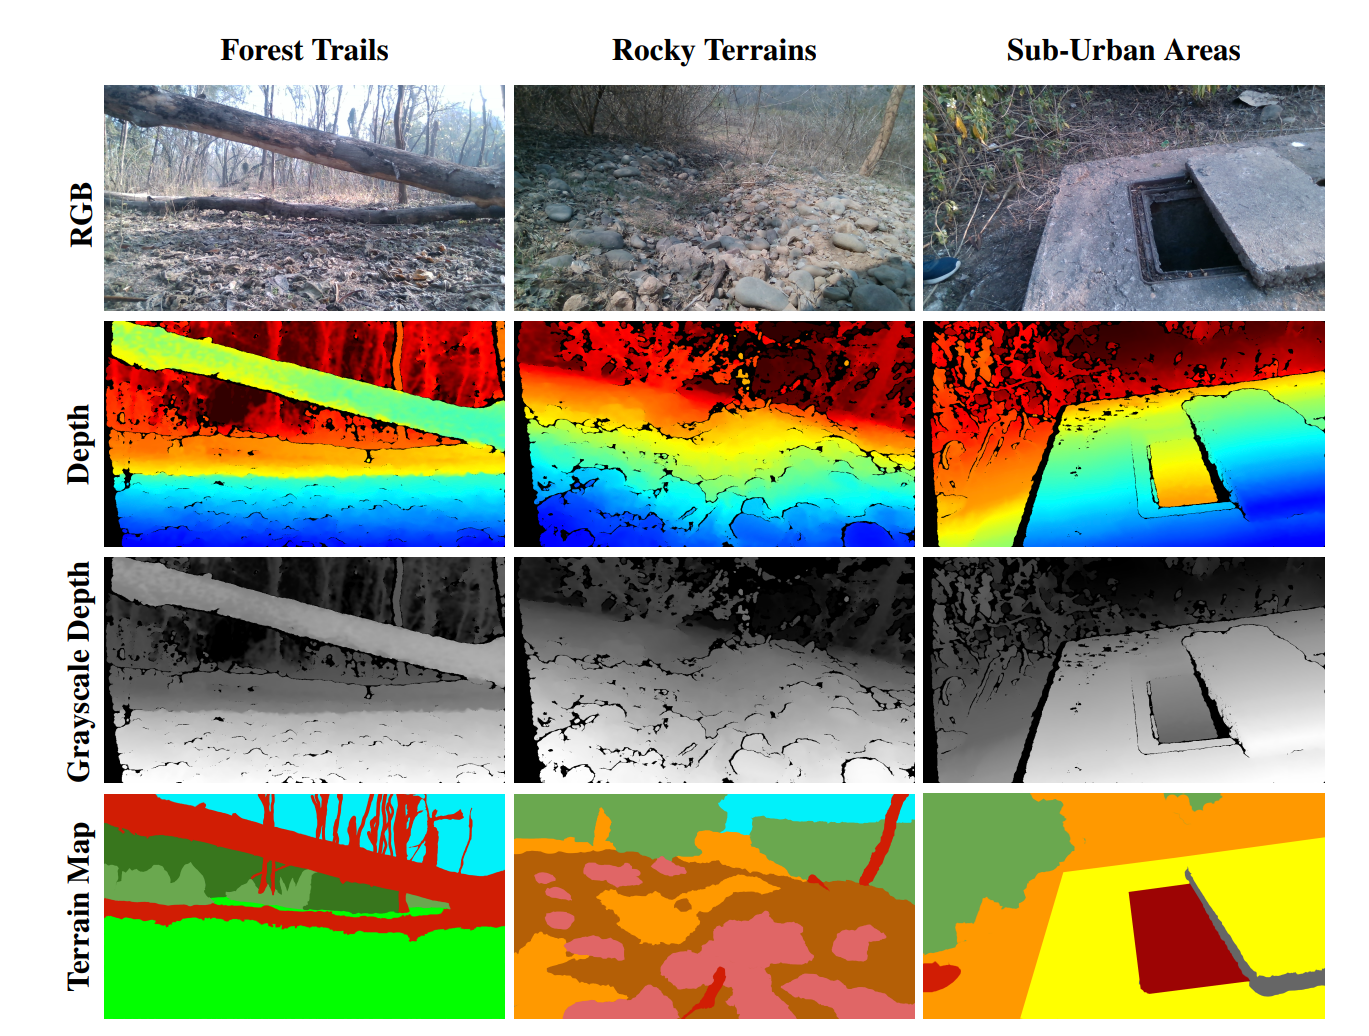 Forest Trails
Rocky Terrains
Sub-Urban Areas
RGB
Depth
Grayscale Depth
Terrain Map